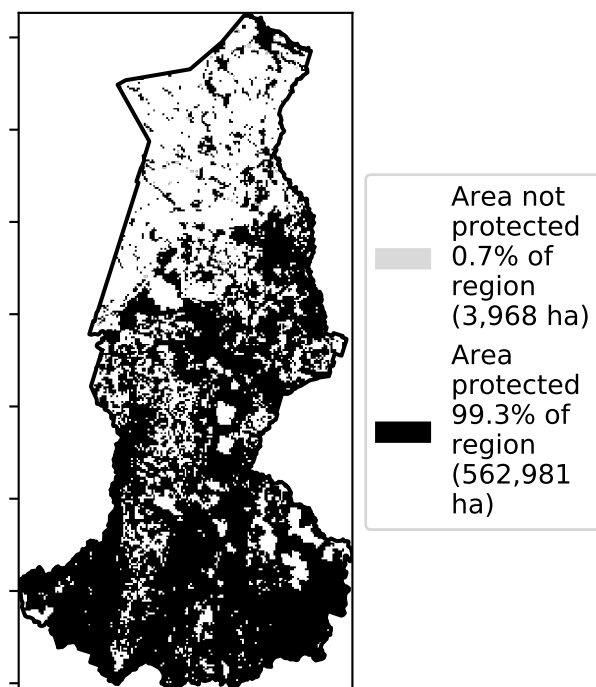 Area not
protected
0.7% of
region
(3,968 ha)
Area
protected
99.3% of
region
(562,981
ha)